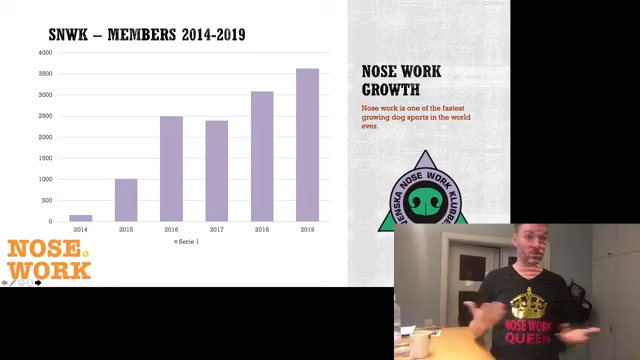 SNWK – MEMBERS 2014-2019
4000
3500
3000
2500
2000
1500
1000
500
0
2014
2015
2016
2017
2018
2019
Serie 1
NOSE
WORK
NOSE WORK
GROWTH
Nose work is one of the fastest
growing dog sports in the world
ever.
ENSKA NOSE WORK KLUBBE
NOSE WORK
QUEEN